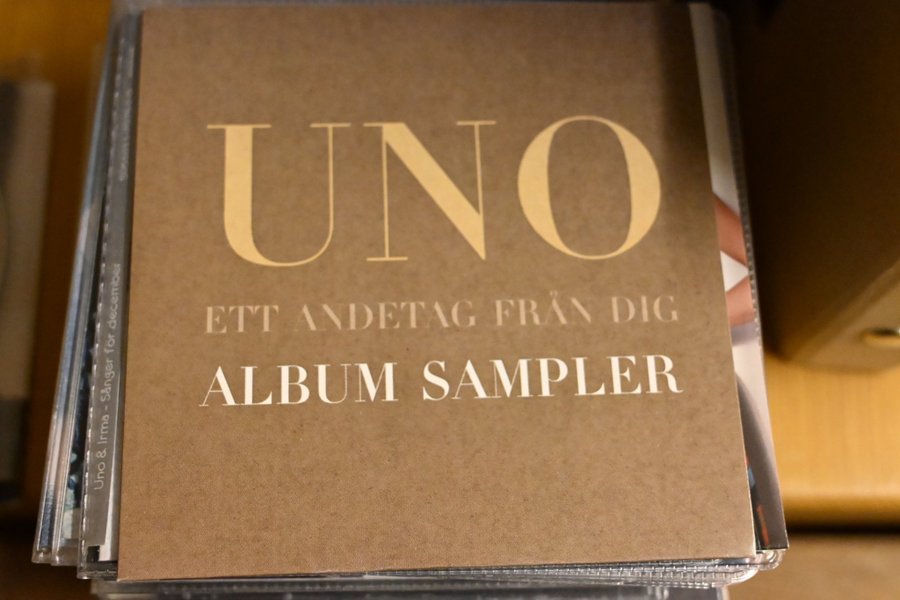 UNO
ETT ANDETAG FRÅN DIG
ALBUM SAMPLER
Uno & Irma - Sånger för december